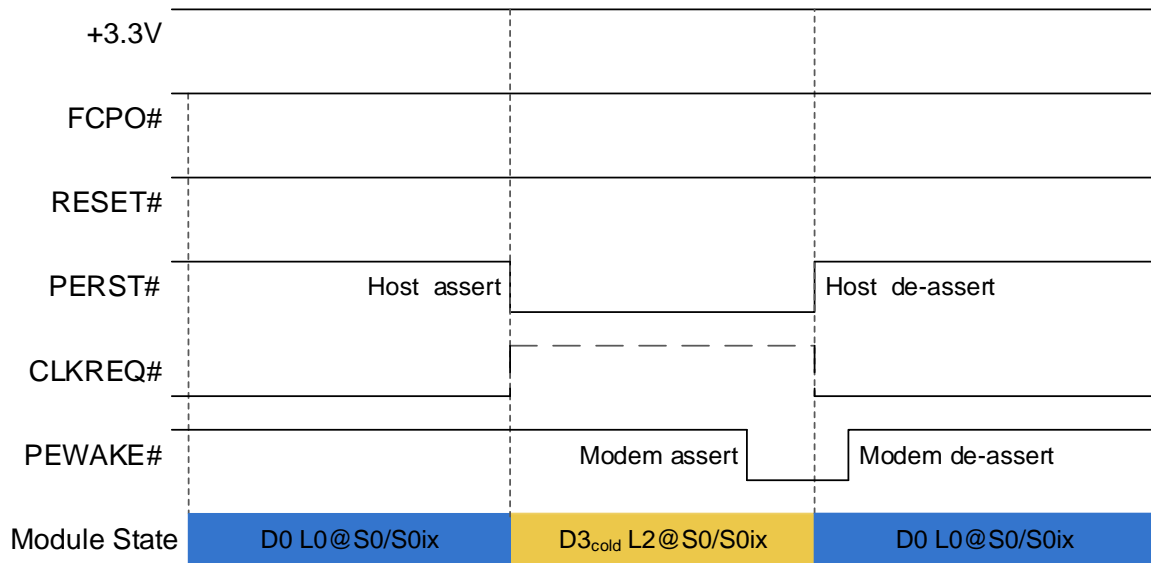 +3.3V
FCPO#
RESET#
PERST#
Host assert
Host de-assert
CLKREQ#
PEWAKE#
Modem assert
Modem de-assert
Module State
D0 L0@S0/S0ix
D3cold L2@S0/S0ix
D0 L0@S0/S0ix